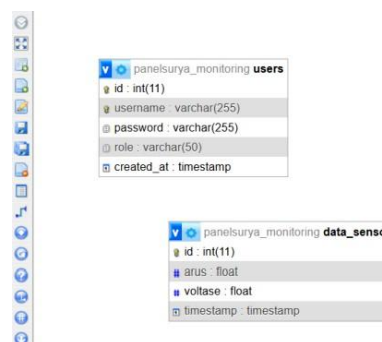 panelsurya_monitoring users
id : int(11)
username : varchar(255)
password : varchar(255)
role : varchar(50)
created_at : timestamp
panelsurya_monitoring data_senso
id : int(11)
arus : float
voltase : float
timestamp : timestamp